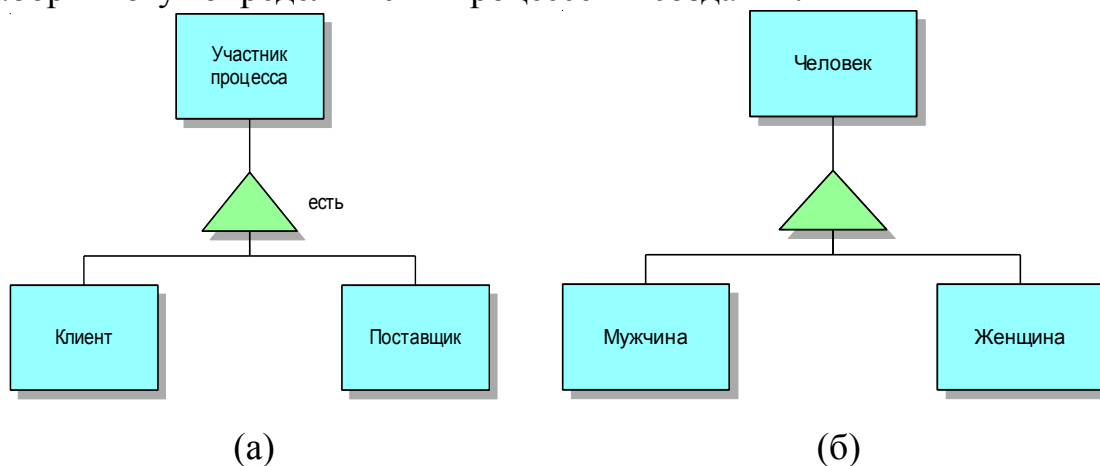 Участник
процесса
есть
Клиент
Поставщик
(а)
Человек
Мужчина
Женщина
(б)